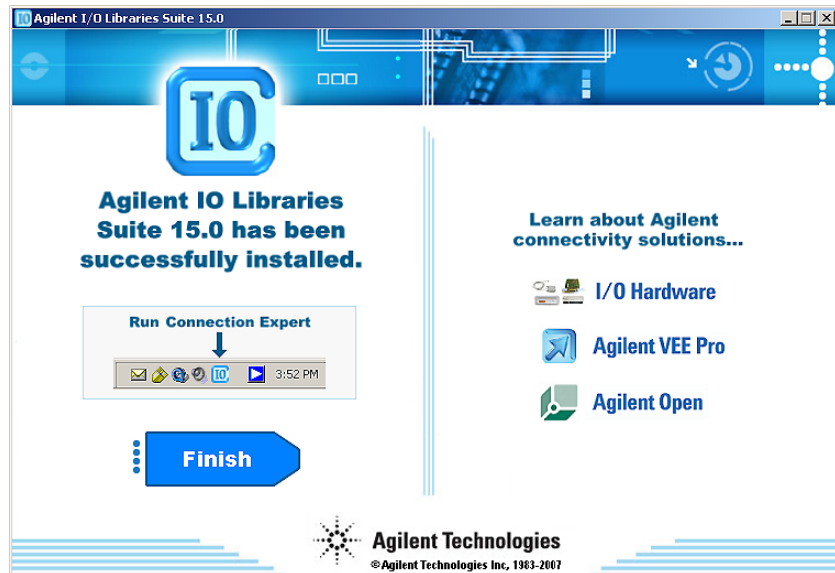 Agilent I/O Libraries Suite 15.0
IO
Agilent IO Libraries
Suite 15.0 has been
successfully installed.
Run Connection Expert
IO
3:52 PM
Finish
Learn about Agilent
connectivity solutions...
I/O Hardware
Agilent VEE Pro
Agilent Open
Agilent Technologies
©Agilent Technologies Inc, 1983-2007